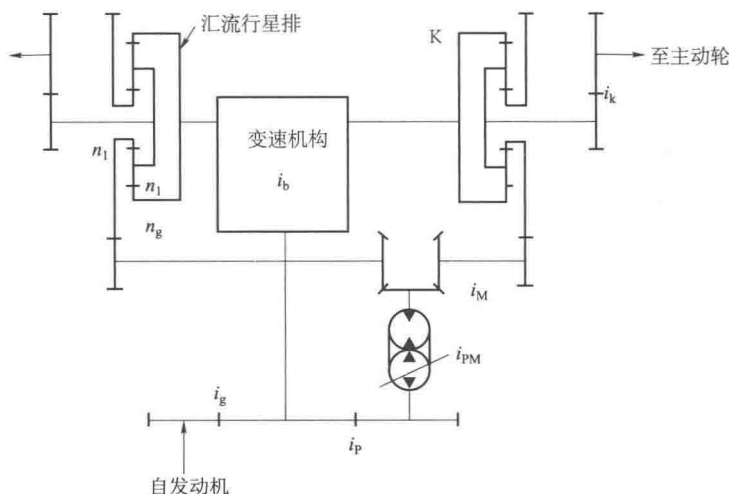 汇流行星排
K
至主动轮
i_k
变速机构
n_1
i_b
n_1
n_g
i_M
i_PM
i_g
i_P
自发动机